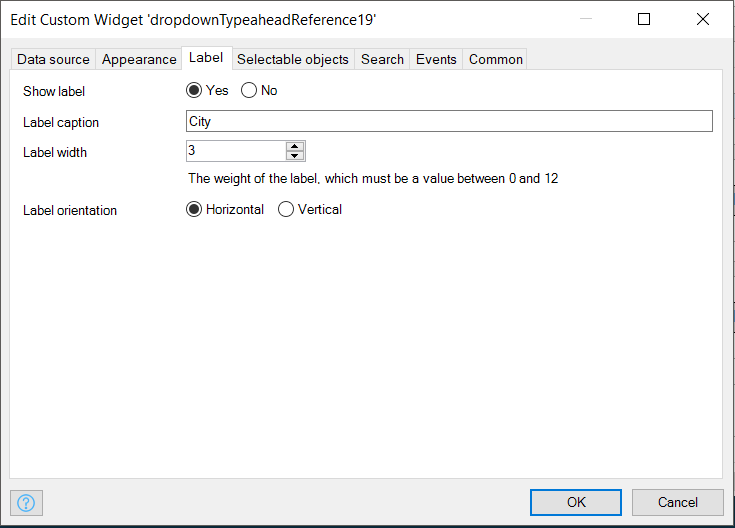 Edit Custom Widget 'dropdownTypeaheadReference19'
Data source Appearance Label Selectable objects Search Events Common
Show label Yes No
Label caption City
Label width 3
The weight of the label, which must be a value between 0 and 12
Label orientation Horizontal Vertical
? OK Cancel